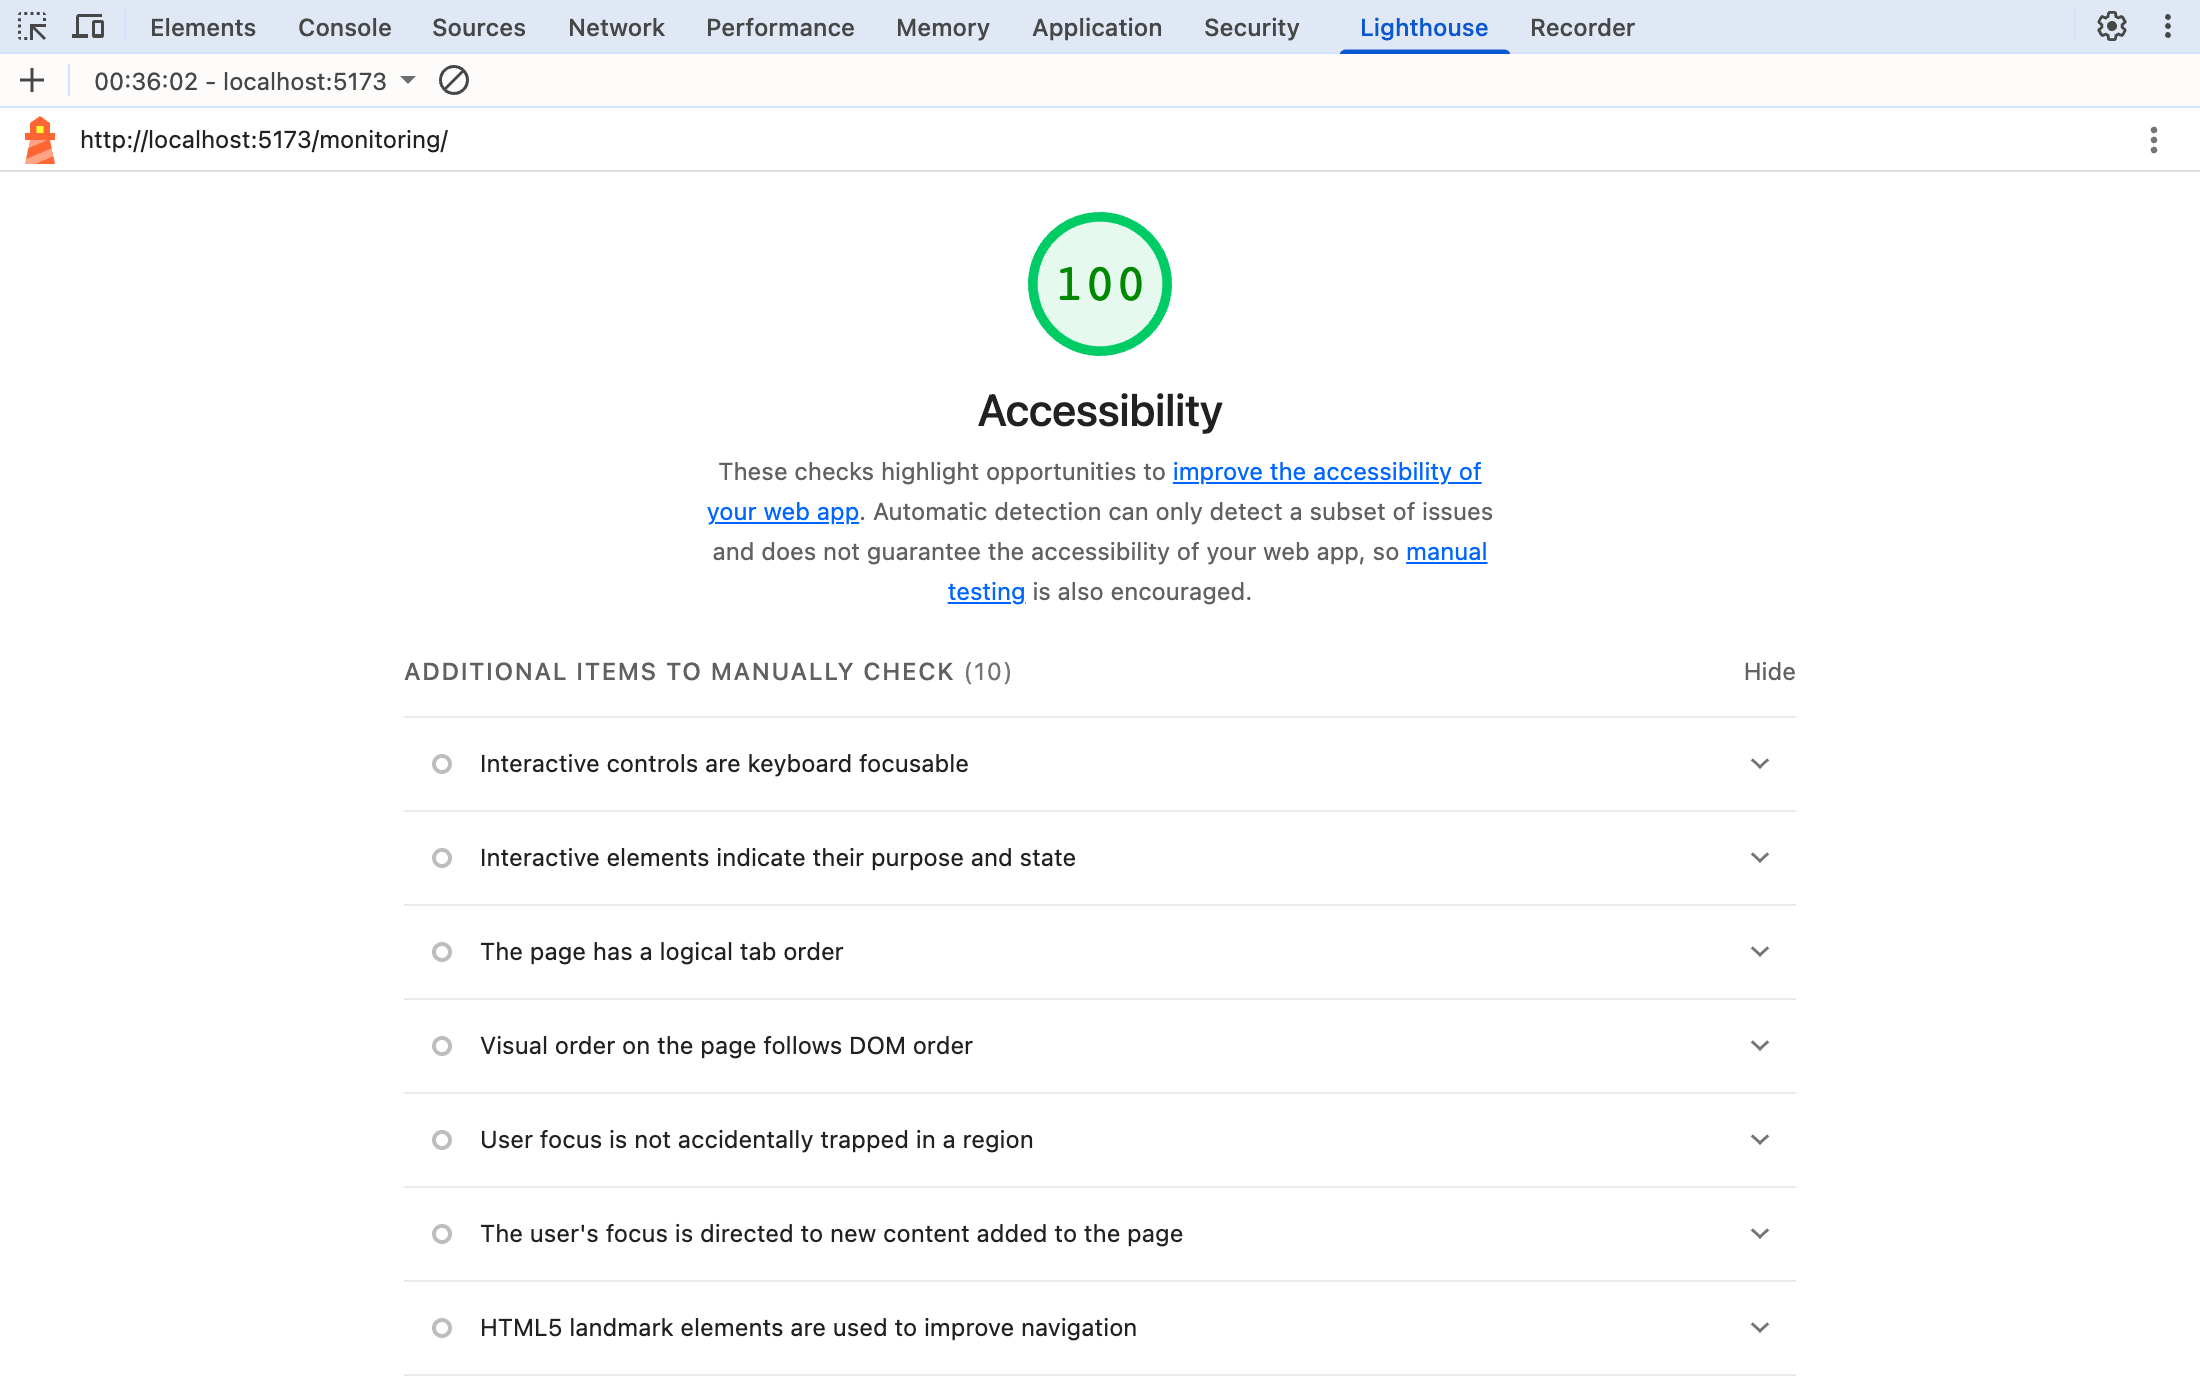 Elements Console Sources Network Performance Memory Application Security Lighthouse Recorder
00:36:02 - localhost:5173
http://localhost:5173/monitoring/
100
Accessibility
These checks highlight opportunities to improve the accessibility of
your web app. Automatic detection can only detect a subset of issues
and does not guarantee the accessibility of your web app, so manual
testing is also encouraged.
ADDITIONAL ITEMS TO MANUALLY CHECK (10) Hide
Interactive controls are keyboard focusable
Interactive elements indicate their purpose and state
The page has a logical tab order
Visual order on the page follows DOM order
User focus is not accidentally trapped in a region
The user's focus is directed to new content added to the page
HTML5 landmark elements are used to improve navigation